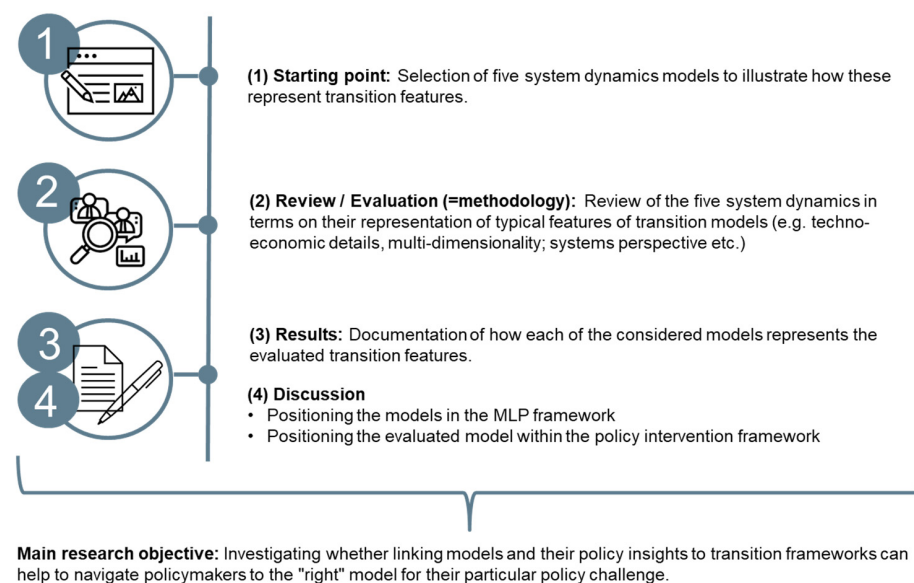 1
(1) Starting point: Selection of five system dynamics models to illustrate how these
represent transition features.
2
(2) Review / Evaluation (=methodology): Review of the five system dynamics in
terms on their representation of typical features of transition models (e.g. techno-
economic details, multi-dimensionality; systems perspective etc.)
3
(3) Results: Documentation of how each of the considered models represents the
evaluated transition features.
4
(4) Discussion
• Positioning the models in the MLP framework
• Positioning the evaluated model within the policy intervention framework
Main research objective: Investigating whether linking models and their policy insights to transition frameworks can
help to navigate policymakers to the "right" model for their particular policy challenge.